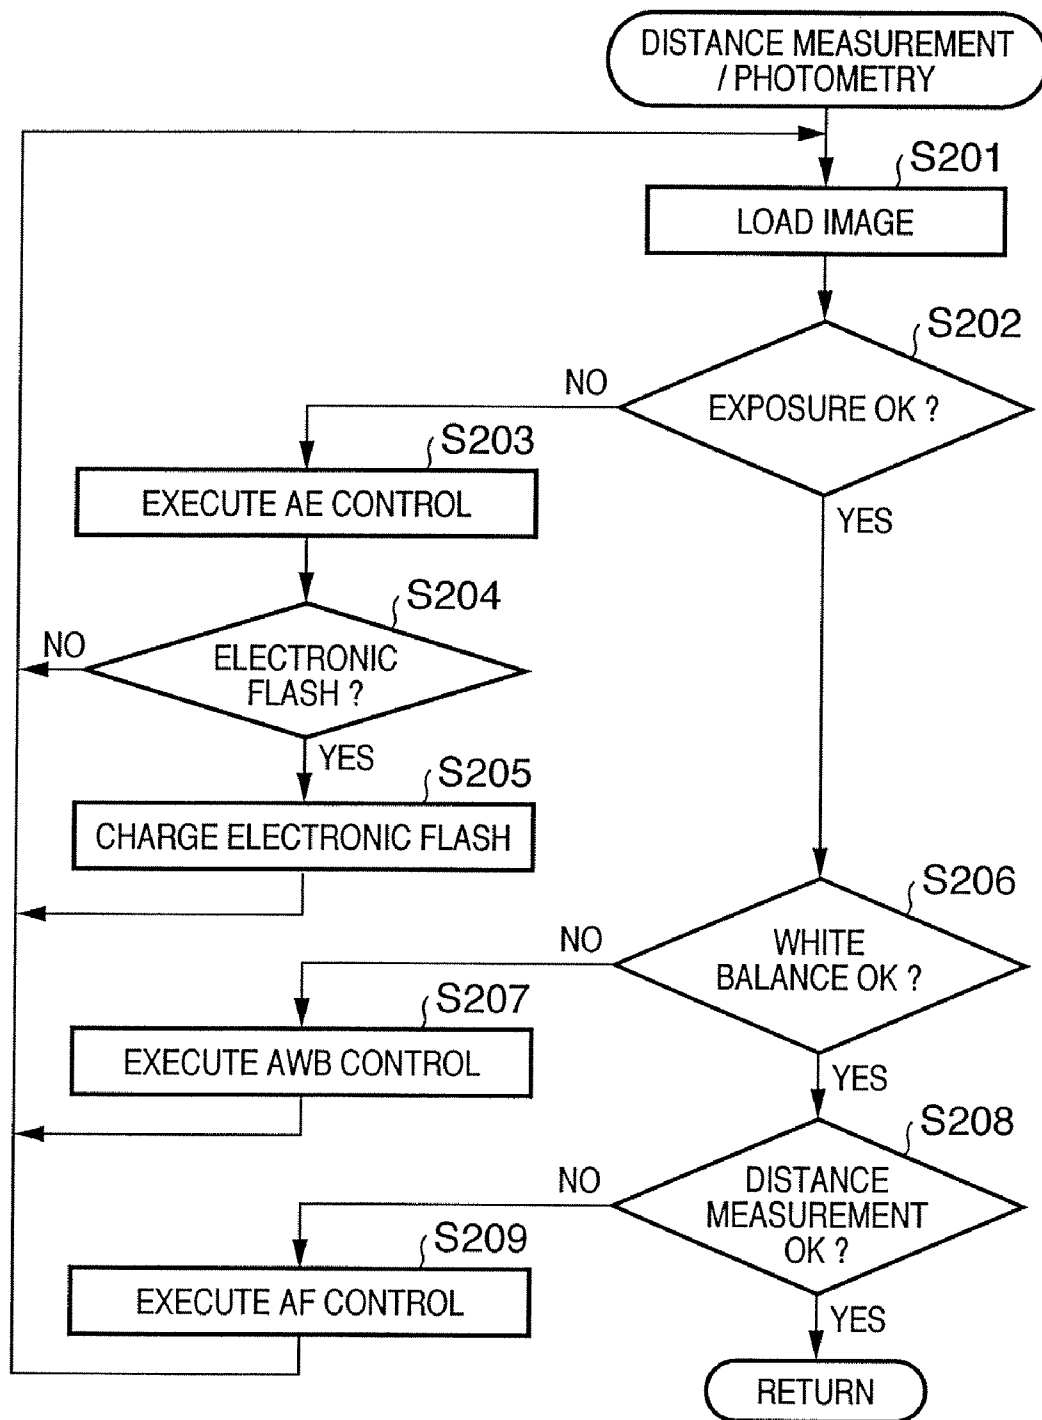 DISTANCE MEASUREMENT
/ PHOTOMETRY
S201
LOAD IMAGE
S202
NO
EXPOSURE OK ?
YES
S203
EXECUTE AE CONTROL
S204
NO
ELECTRONIC
FLASH ?
YES
S205
CHARGE ELECTRONIC FLASH
S206
NO
WHITE
BALANCE OK ?
YES
S207
EXECUTE AWB CONTROL
S208
NO
DISTANCE
MEASUREMENT
OK ?
YES
S209
EXECUTE AF CONTROL
RETURN